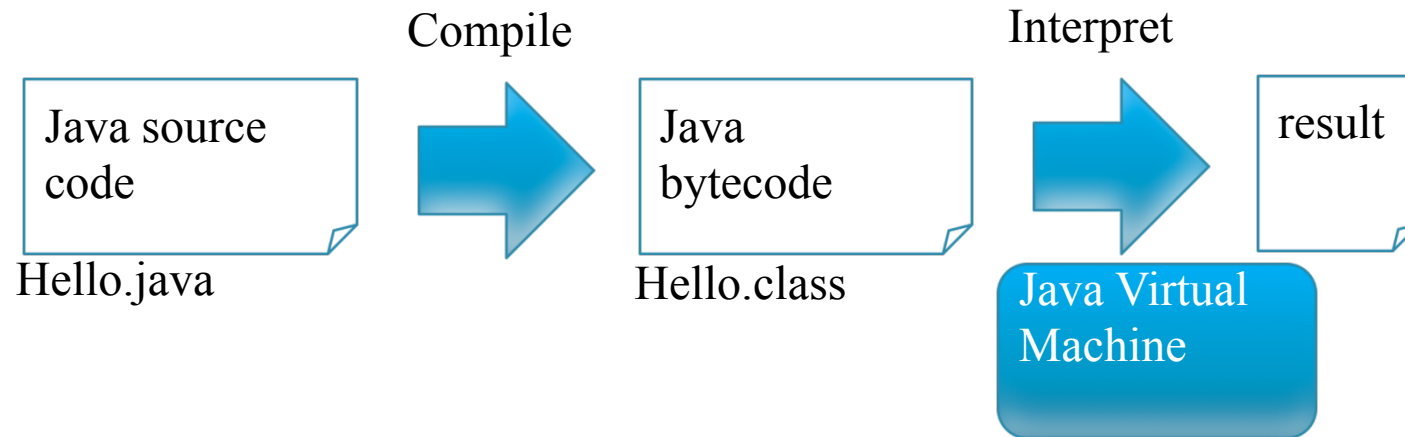 Compile
Interpret
Java source
code
Java
bytecode
result
Hello.java
Hello.class
Java Virtual
Machine